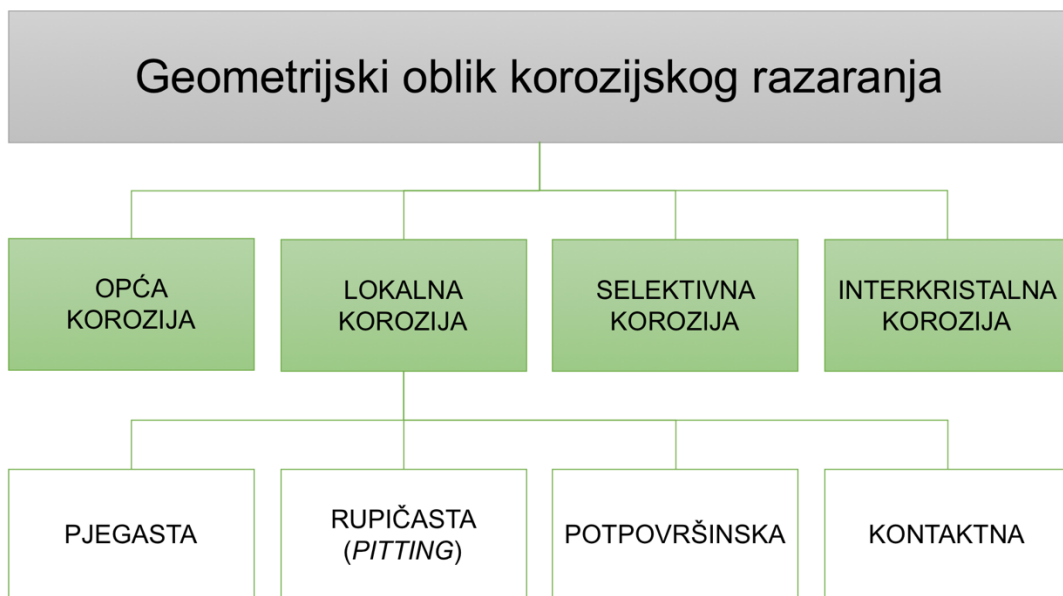 Geometrijski oblik korozijskog razaranja
OPĆA
KOROZIJA
LOKALNA
KOROZIJA
SELEKTIVNA
KOROZIJA
INTERKRISTALNA
KOROZIJA
PJEGASTA
RUPIČASTA
(PITTING)
POTPOVRŠINSKA
KONTAKTNA